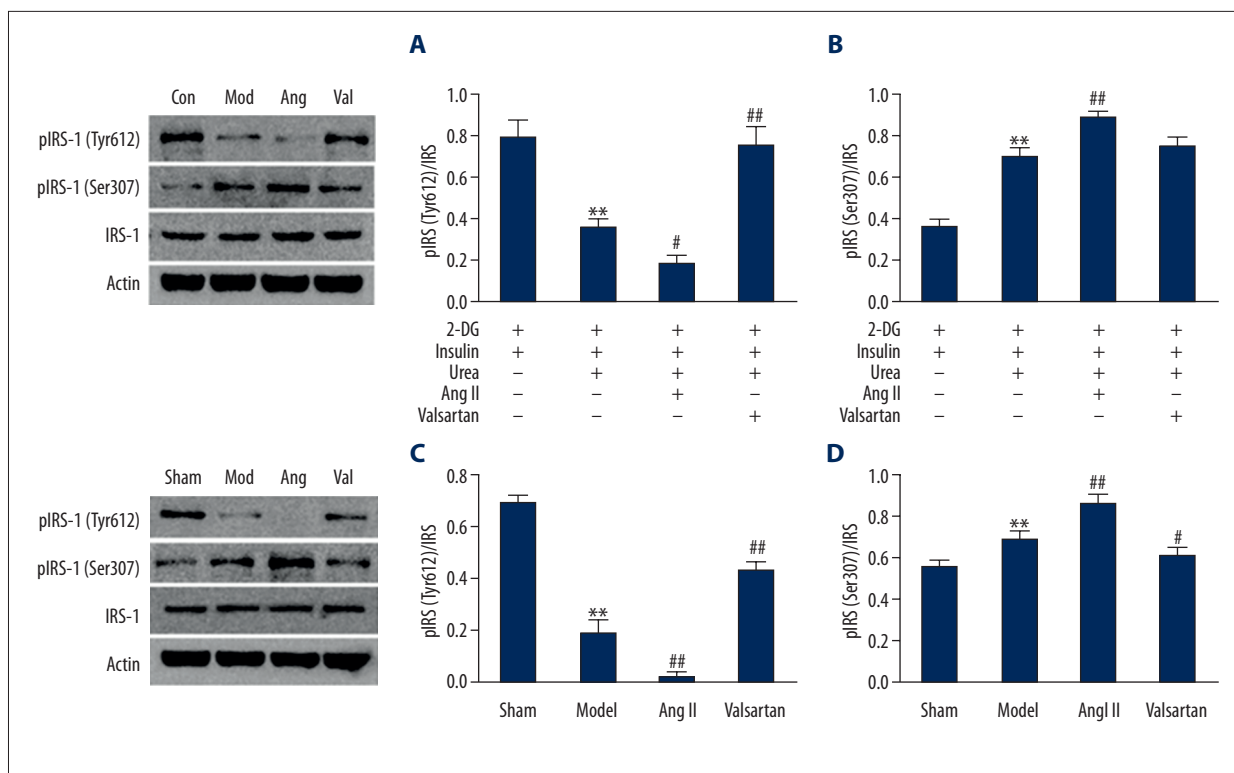 A
B
Con Mod Ang Val
pIRS-1 (Tyr612)
pIRS-1 (Ser307)
IRS-1
Actin
pIRS (Tyr612)/IRS
1.0
0.8
0.6
0.4
0.2
0.0
** # ##
2-DG + + + +
Insulin + + + +
Urea – + + +
Ang II – – + –
Valsartan – – – +
pIRS (Ser307)/IRS
1.0
0.8
0.6
0.4
0.2
0.0
** ##
2-DG + + + +
Insulin + + + +
Urea – + + +
Ang II – – + –
Valsartan – – – +
C
D
Sham Mod Ang Val
pIRS-1 (Tyr612)
pIRS-1 (Ser307)
IRS-1
Actin
pIRS (Tyr612)/IRS
0.8
0.6
0.4
0.2
0.0
** ## ##
Sham Model Ang II Valsartan
pIRS (Ser307)/IRS
1.0
0.8
0.6
0.4
0.2
0.0
** ## #
Sham Model Angl II Valsartan